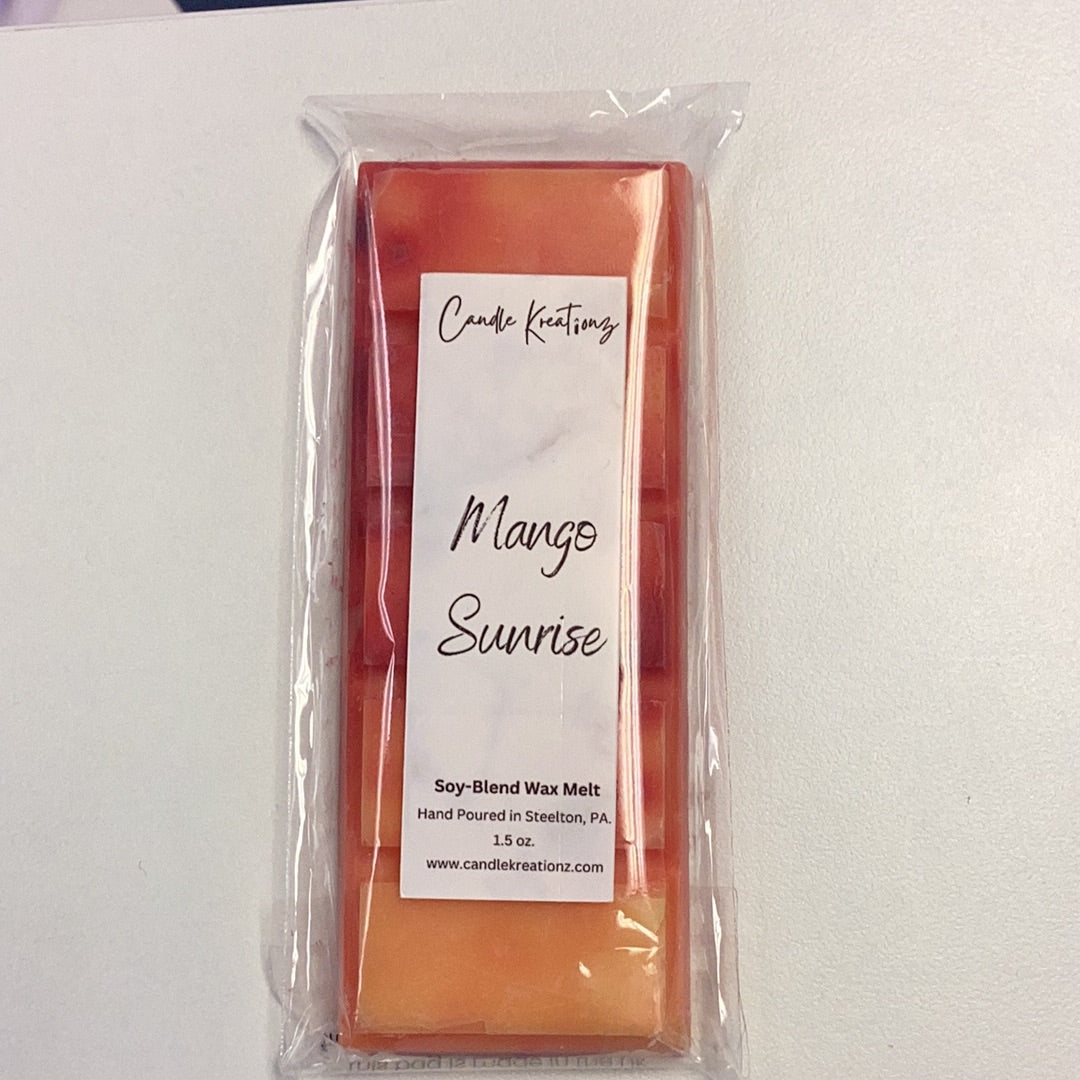 Candle Kreationz
Mango
Sunrise
Soy-Blend Wax Melt
Hand Poured in Steelton, PA.
1.5 oz.
www.candlekreationz.com